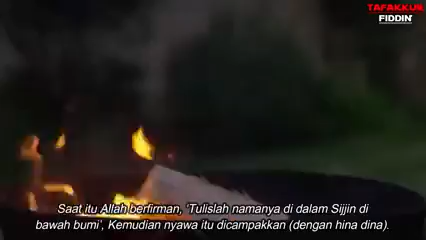 TAFAKKUR
FIDDIN'
Saat itu Allah berfirman, 'Tulislah namanya di dalam Sijjin di
bawah bumi', Kemudian nyawa itu dicampakkan (dengan hina dina).